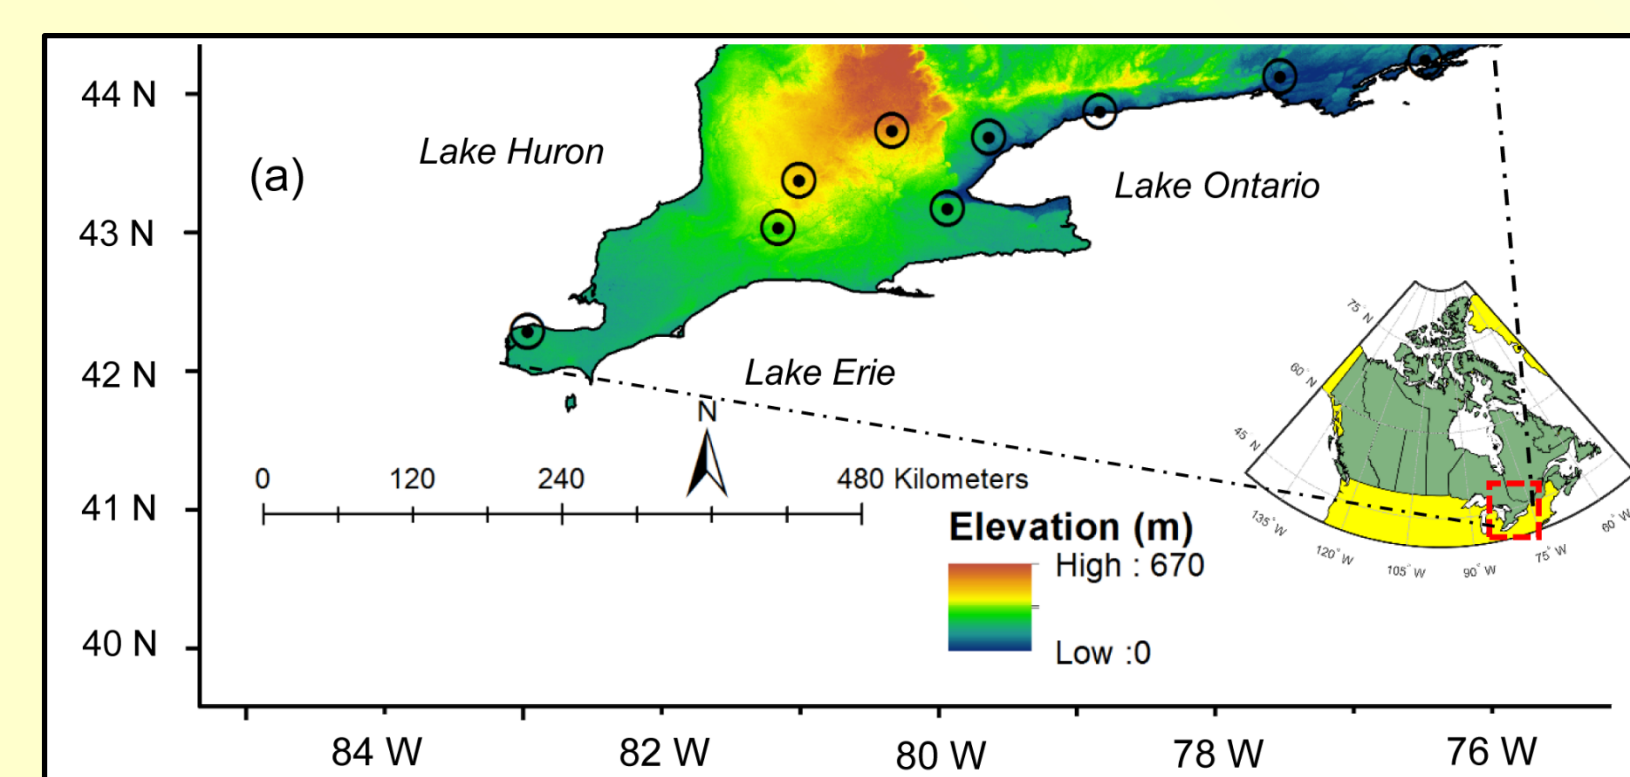 44 N
Lake Huron
(a)
Lake Ontario
43 N
42 N
Lake Erie
N
0 120 240 480 Kilometers
41 N
Elevation (m)
High : 670
Low :0
40 N
84 W 82 W 80 W 78 W 76 W
75° N
60° N
45° N
135° W
120° W
105° W
90° W
75° W
60° W